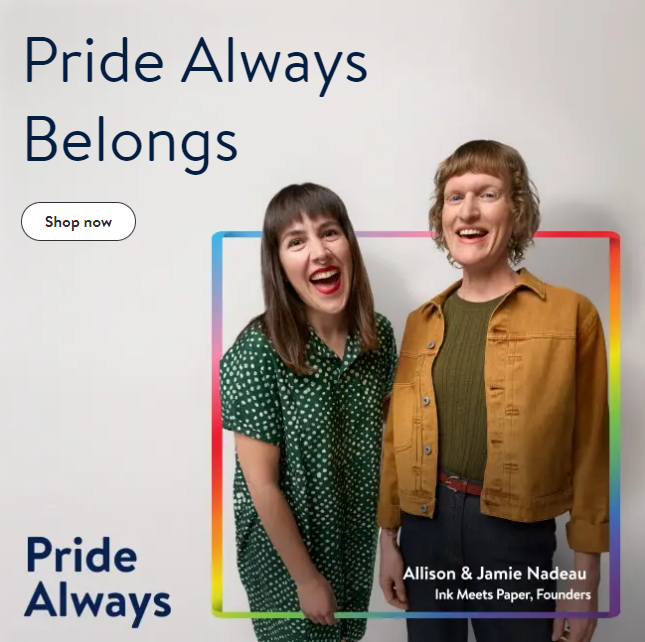 Pride Always
Belongs
Shop now
Pride
Always
Allison & Jamie Nadeau
Ink Meets Paper, Founders